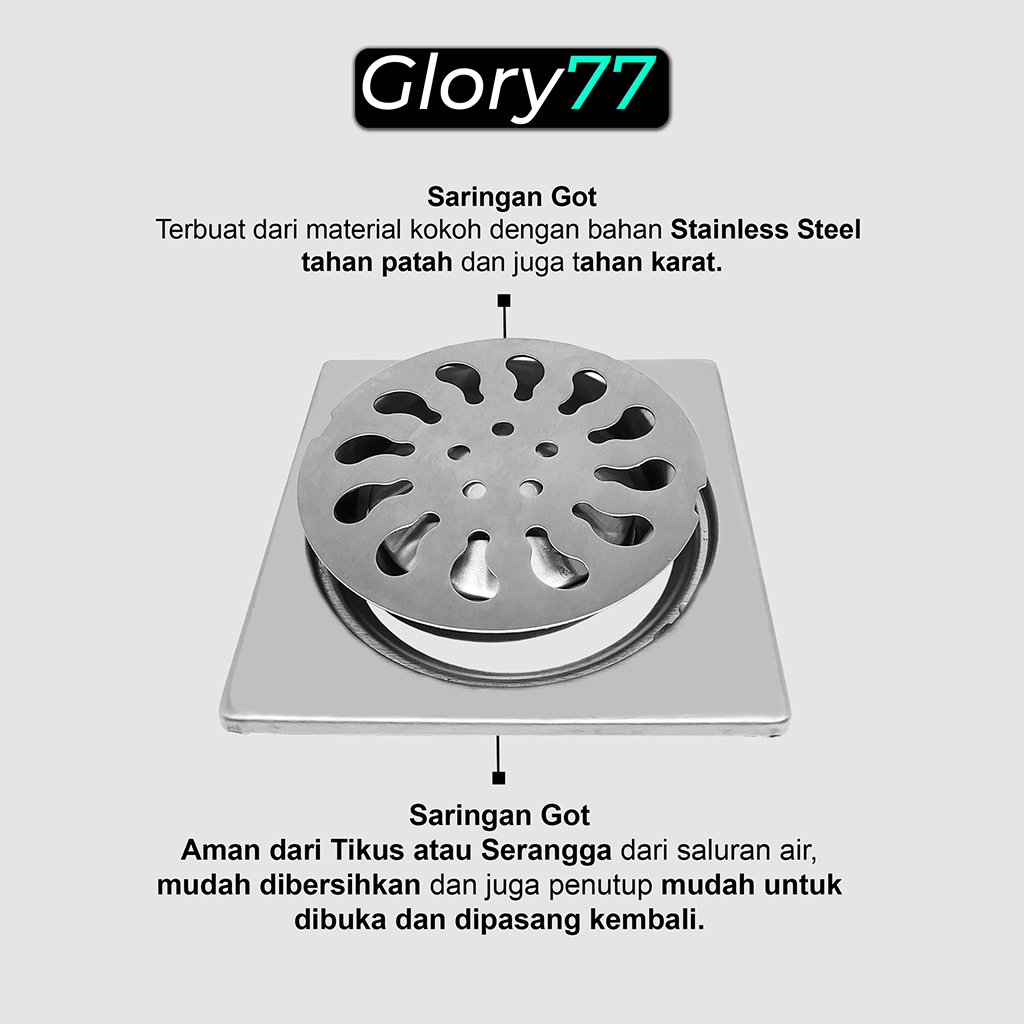 Glory77
Saringan Got
Terbuat dari material kokoh dengan bahan Stainless Steel
tahan patah dan juga tahan karat.
Saringan Got
Aman dari Tikus atau Serangga dari saluran air,
mudah dibersihkan dan juga penutup mudah untuk
dibuka dan dipasang kembali.